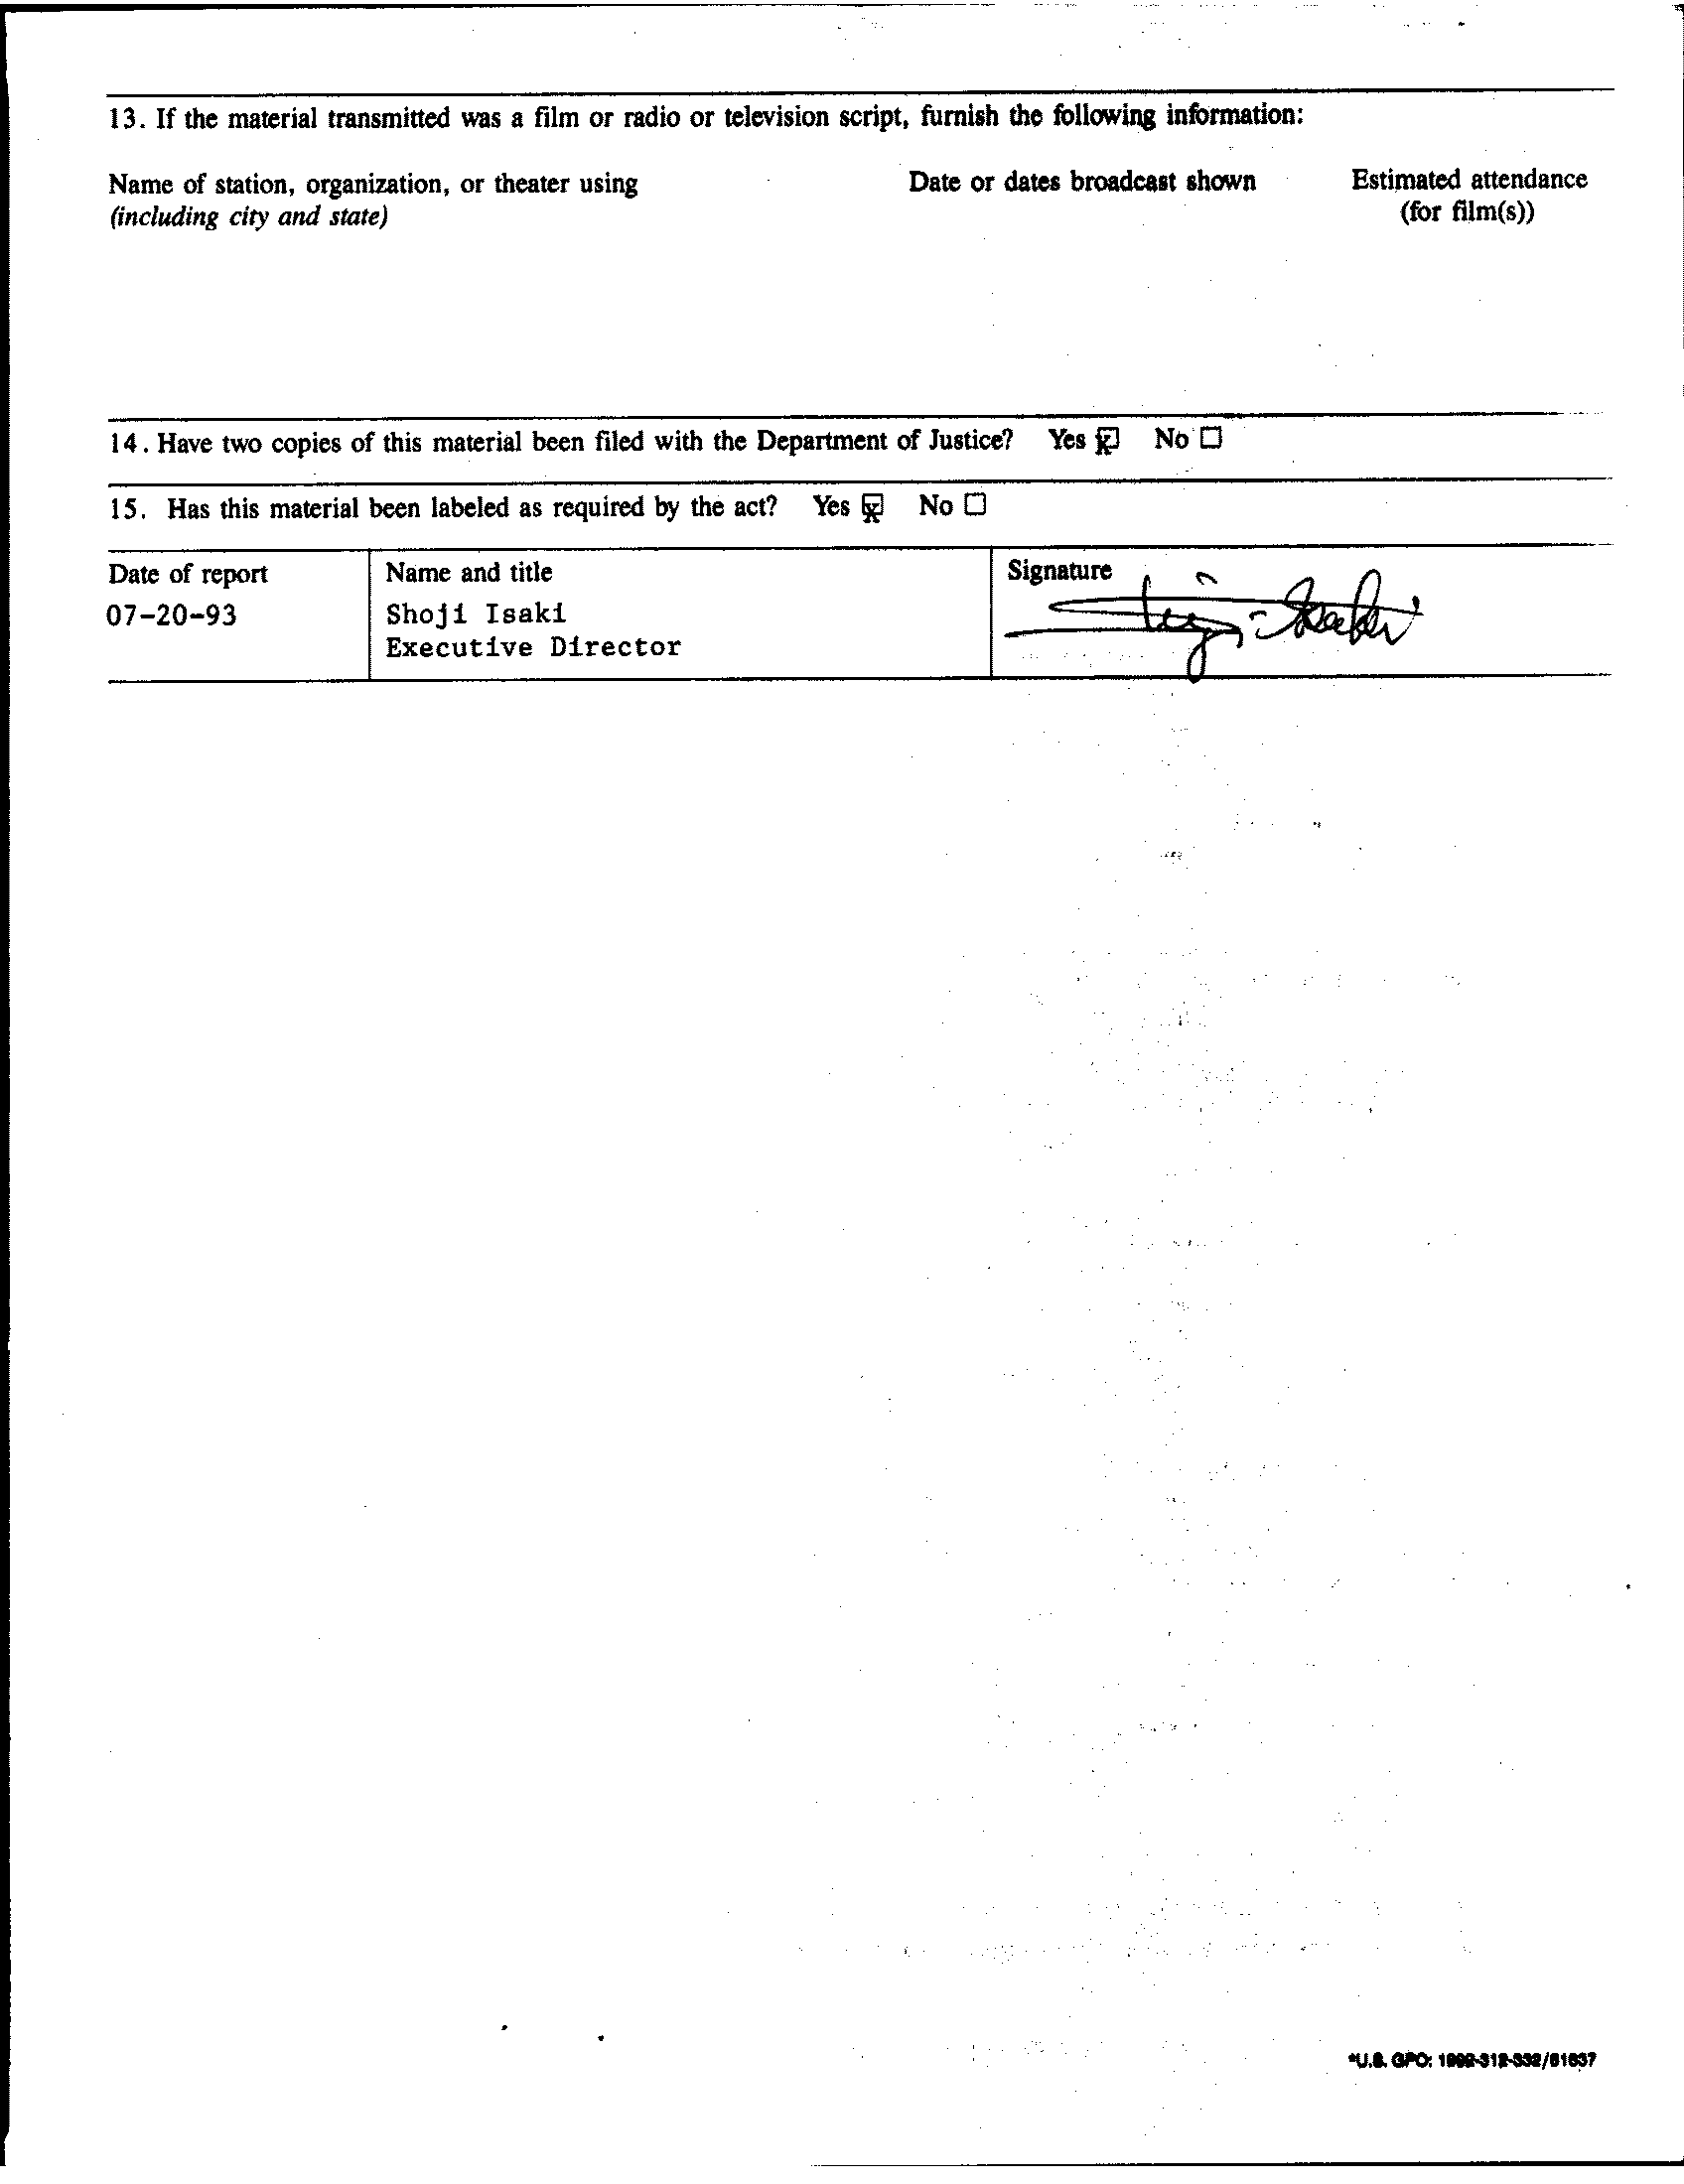 13. If the material transmitted was a film or radio or television script, furnish the following information:
Name of station, organization, or theater using
(including city and state)
Date or dates broadcast shown
Estimated attendance
(for film(s))
14. Have two copies of this material been filed with the Department of Justice? Yes ☒ No ☐
15. Has this material been labeled as required by the act? Yes ☒ No ☐
Date of report
07-20-93
Name and title
Shoji Isaki
Executive Director
Signature
Shoji Isaki
*U.S. GPO: 1992-312-332/61637